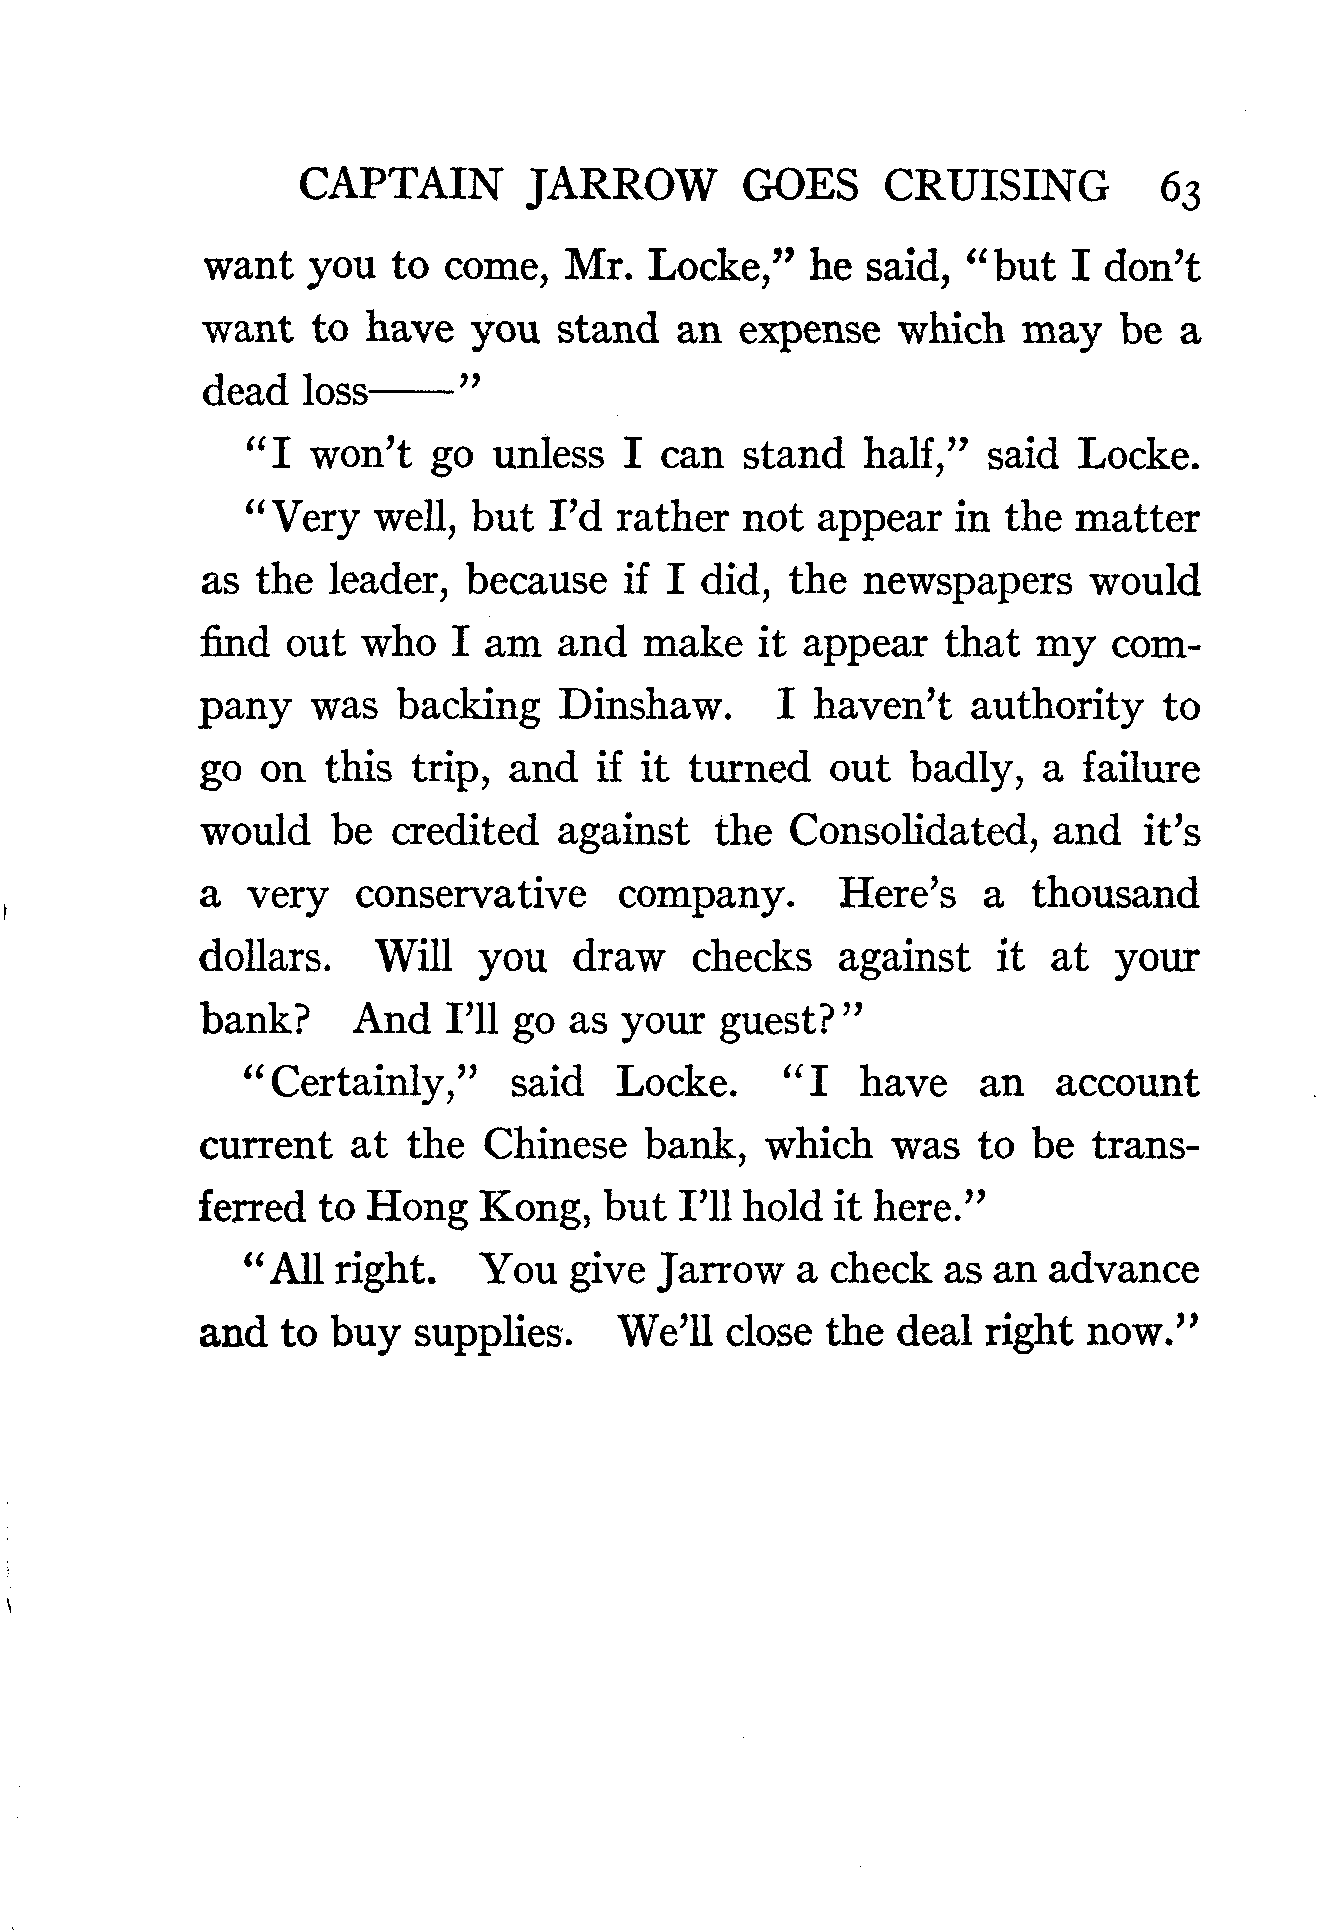 CAPTAIN JARROW GOES CRUISING 63
want you to come, Mr. Locke,” he said, “but I don’t
want to have you stand an expense which may be a
dead loss——”
“I won’t go unless I can stand half,” said Locke.
“Very well, but I’d rather not appear in the matter
as the leader, because if I did, the newspapers would
find out who I am and make it appear that my com-
pany was backing Dinshaw. I haven’t authority to
go on this trip, and if it turned out badly, a failure
would be credited against the Consolidated, and it’s
a very conservative company. Here’s a thousand
dollars. Will you draw checks against it at your
bank? And I’ll go as your guest?”
“Certainly,” said Locke. “I have an account
current at the Chinese bank, which was to be trans-
ferred to Hong Kong, but I’ll hold it here.”
“All right. You give Jarrow a check as an advance
and to buy supplies. We’ll close the deal right now.”